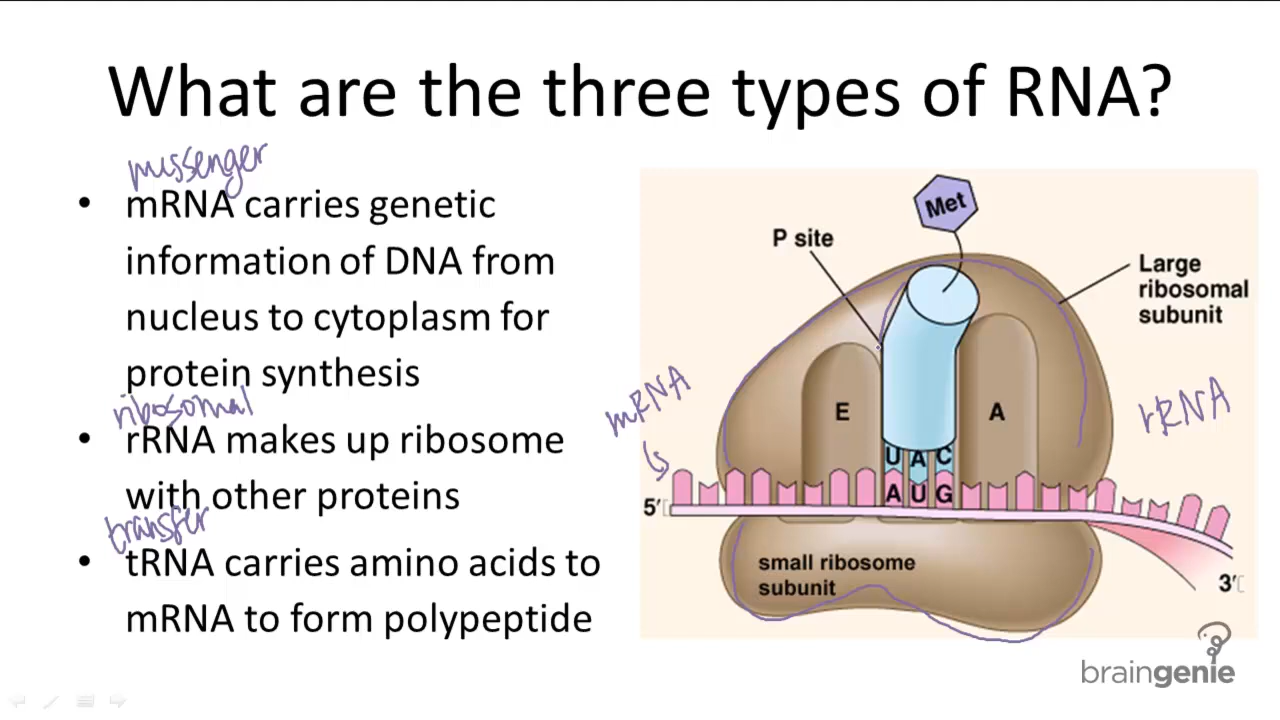 What are the three types of RNA?
messenger
• mRNA carries genetic
information of DNA from
nucleus to cytoplasm for
protein synthesis
ribosomal
• rRNA makes up ribosome
with other proteins
transfer
• tRNA carries amino acids to
mRNA to form polypeptide
Met
P site
Large
ribosomal
subunit
mRNA
rRNA
E
A
UAC
AUG
5'
small ribosome
subunit
3'
braingenie